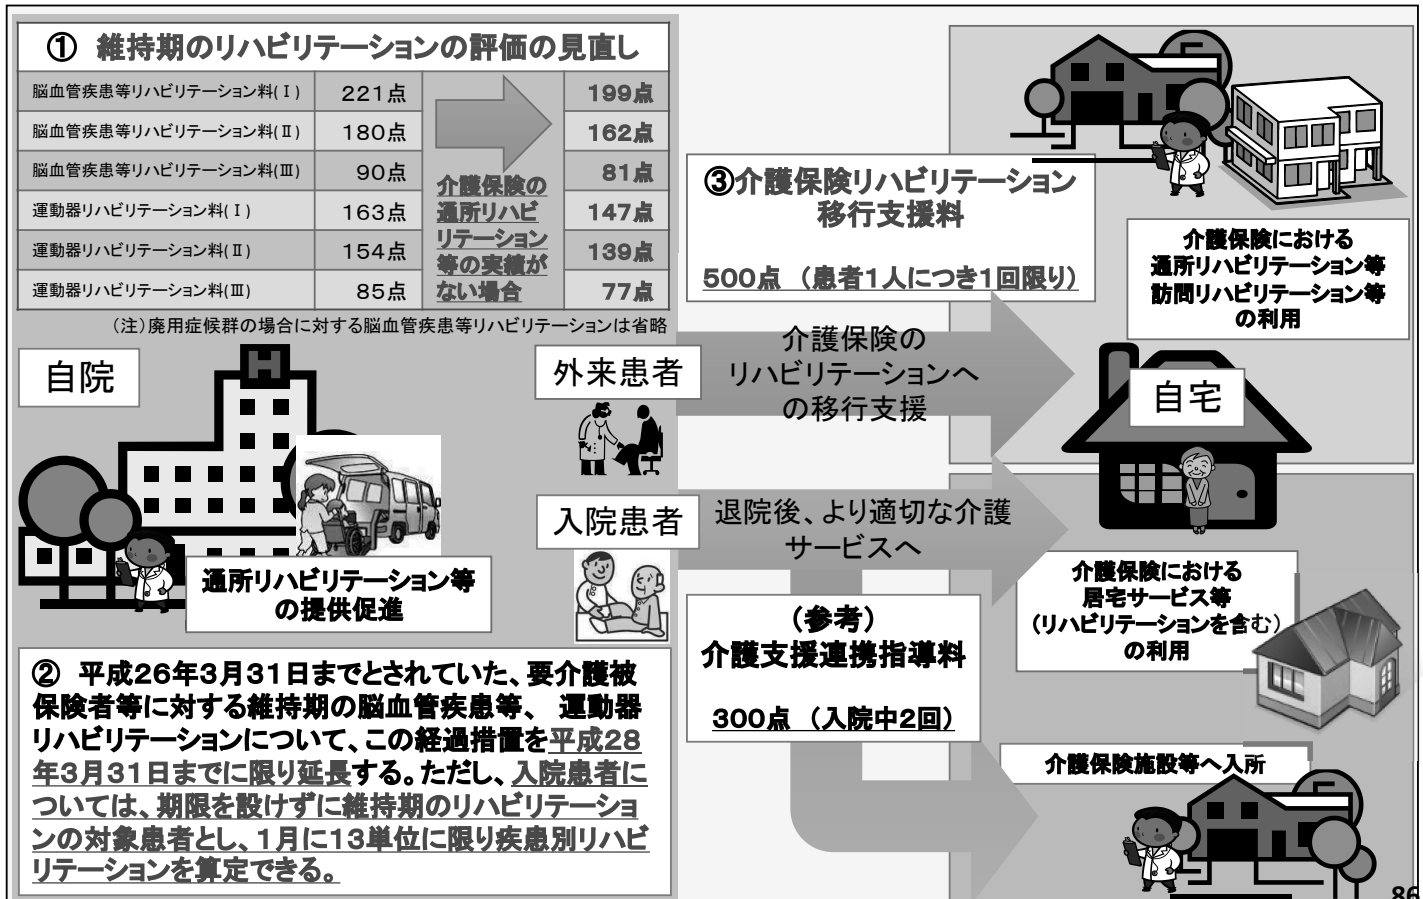 ① 維持期のリハビリテーションの評価の見直し
脳血管疾患等リハビリテーション料(Ⅰ) 221点 199点
脳血管疾患等リハビリテーション料(Ⅱ) 180点 162点
脳血管疾患等リハビリテーション料(Ⅲ) 90点 81点
運動器リハビリテーション料(Ⅰ) 163点 147点
運動器リハビリテーション料(Ⅱ) 154点 139点
運動器リハビリテーション料(Ⅲ) 85点 77点
介護保険の
通所リハビ
リテーション
等の実績が
ない場合
(注)廃用症候群の場合に対する脳血管疾患等リハビリテーションは省略
自院
H
外来患者
入院患者
通所リハビリテーション等
の提供促進
② 平成26年3月31日までとされていた、要介護被
保険者等に対する維持期の脳血管疾患等、 運動器
リハビリテーションについて、この経過措置を平成28
年3月31日までに限り延長する。ただし、入院患者に
ついては、期限を設けずに維持期のリハビリテーショ
ンの対象患者とし、1月に13単位に限り疾患別リハビ
リテーションを算定できる。
③介護保険リハビリテーション
移行支援料
500点 (患者1人につき1回限り)
介護保険の
リハビリテーションへ
の移行支援
退院後、より適切な介護
サービスへ
(参考)
介護支援連携指導料
300点 (入院中2回)
介護保険における
通所リハビリテーション等
訪問リハビリテーション等
の利用
自宅
介護保険における
居宅サービス等
(リハビリテーションを含む)
の利用
介護保険施設等へ入所
86